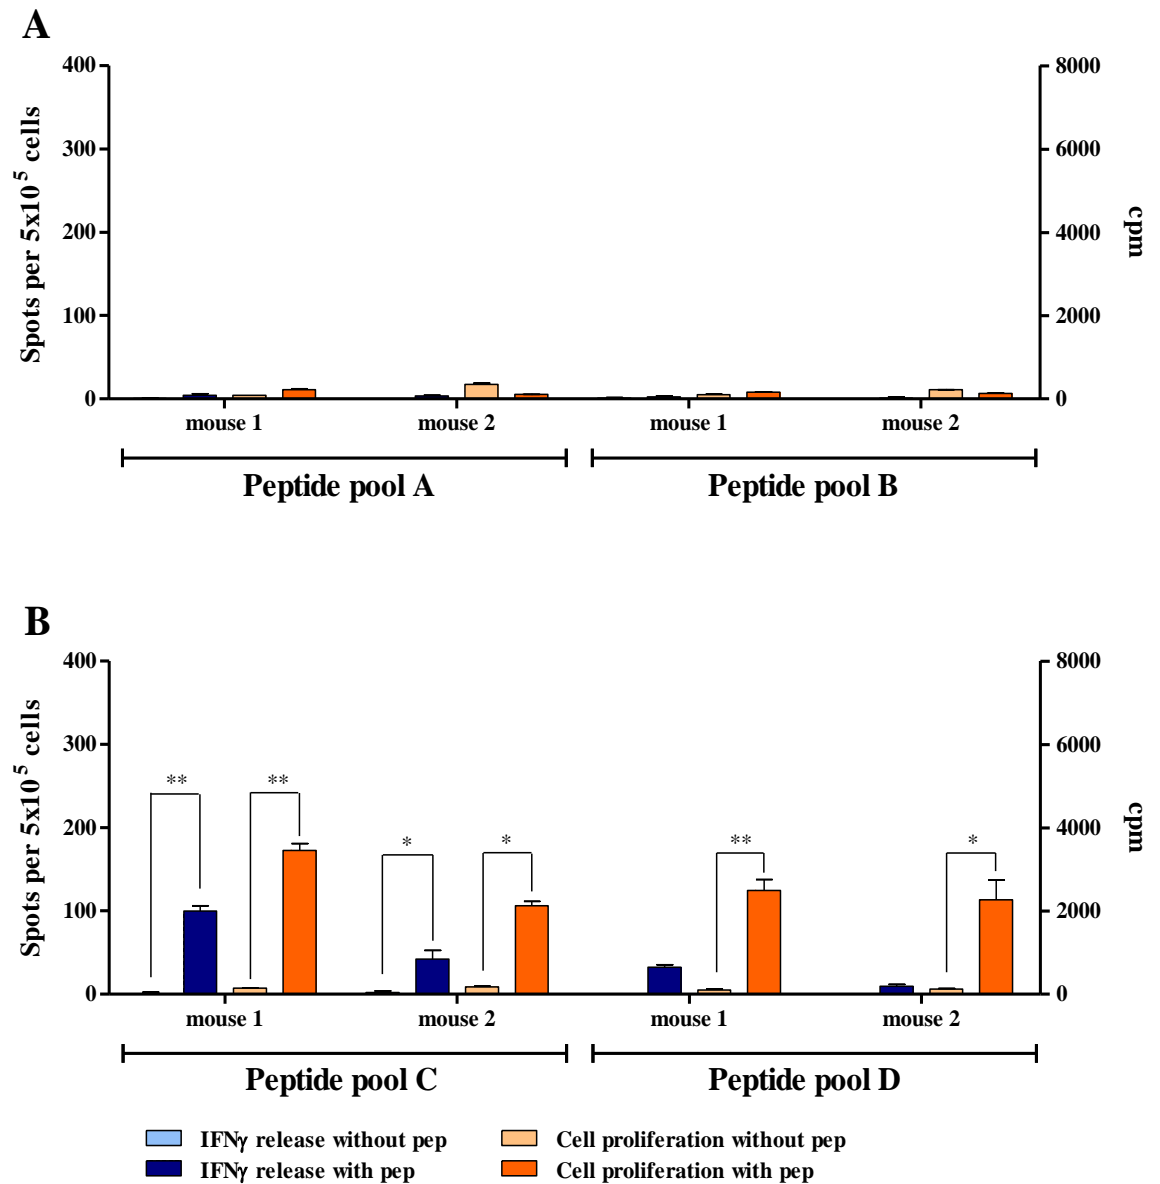 A
400
300
200
100
0
Spots per 5x10⁵ cells
8000
6000
4000
2000
0
cpm
mouse 1 mouse 2 mouse 1 mouse 2
Peptide pool A Peptide pool B
B
400
300
200
100
0
Spots per 5x10⁵ cells
8000
6000
4000
2000
0
cpm
** ** * * ** *
mouse 1 mouse 2 mouse 1 mouse 2
Peptide pool C Peptide pool D
IFNγ release without pep Cell proliferation without pep
IFNγ release with pep Cell proliferation with pep